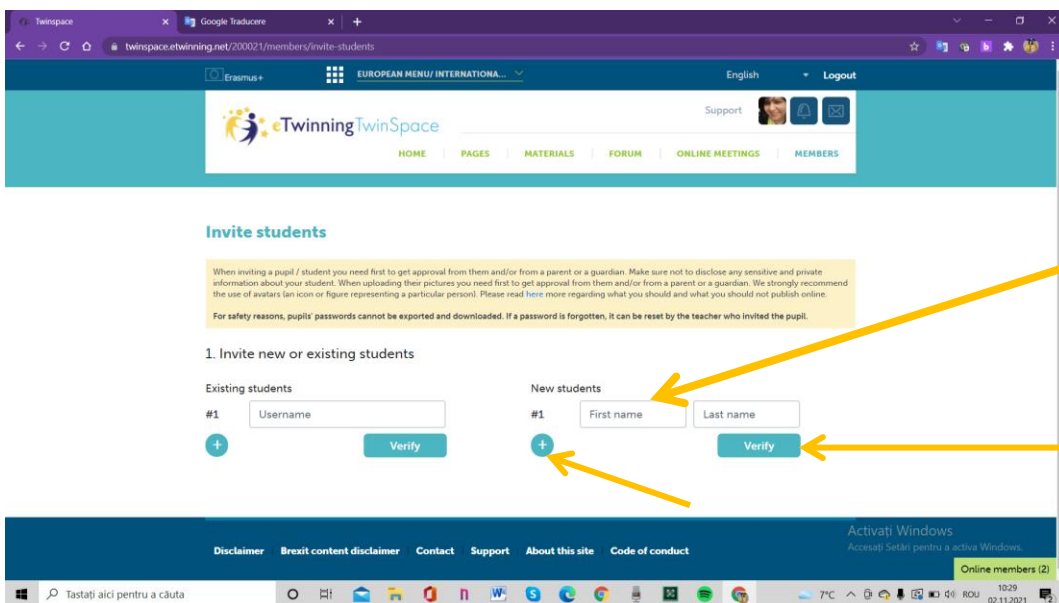 Twinspace
Google Traducere
twinspace.etwinning.net/200021/members/invite-students
Erasmus+
EUROPEAN MENU/ INTERNATIONA...
English
Logout
eTwinning TwinSpace
Support
HOME
PAGES
MATERIALS
FORUM
ONLINE MEETINGS
MEMBERS
Invite students
When inviting a pupil / student you need first to get approval from them and/or from a parent or a guardian. Make sure not to disclose any sensitive and private
information about your student. When uploading their pictures you need first to get approval from them and/or from a parent or a guardian. We strongly recommend
the use of avatars (an icon or figure representing a particular person). Please read here more regarding what you should and what you should not publish online.
For safety reasons, pupils' passwords cannot be exported and downloaded. If a password is forgotten, it can be reset by the teacher who invited the pupil.
1. Invite new or existing students
Existing students
New students
#1
Username
#1
First name
Last name
Verify
Verify
Activați Windows
Accesați Setări pentru a activa Windows.
Disclaimer
Brexit content disclaimer
Contact
Support
About this site
Code of conduct
Online members (2)
Tastați aici pentru a căuta
7°C
ROU
10:29
02.11.2021